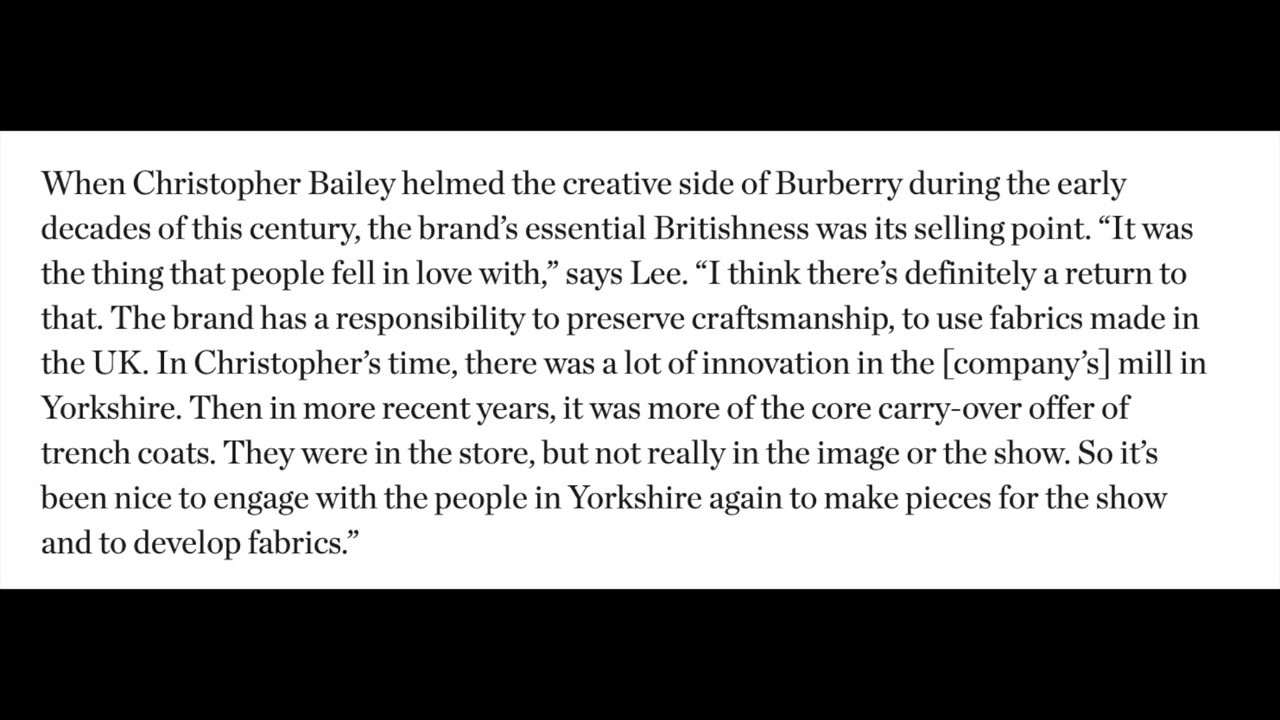 When Christopher Bailey helmed the creative side of Burberry during the early
decades of this century, the brand’s essential Britishness was its selling point. “It was
the thing that people fell in love with,” says Lee. “I think there’s definitely a return to
that. The brand has a responsibility to preserve craftsmanship, to use fabrics made in
the UK. In Christopher’s time, there was a lot of innovation in the [company’s] mill in
Yorkshire. Then in more recent years, it was more of the core carry-over offer of
trench coats. They were in the store, but not really in the image or the show. So it’s
been nice to engage with the people in Yorkshire again to make pieces for the show
and to develop fabrics.”